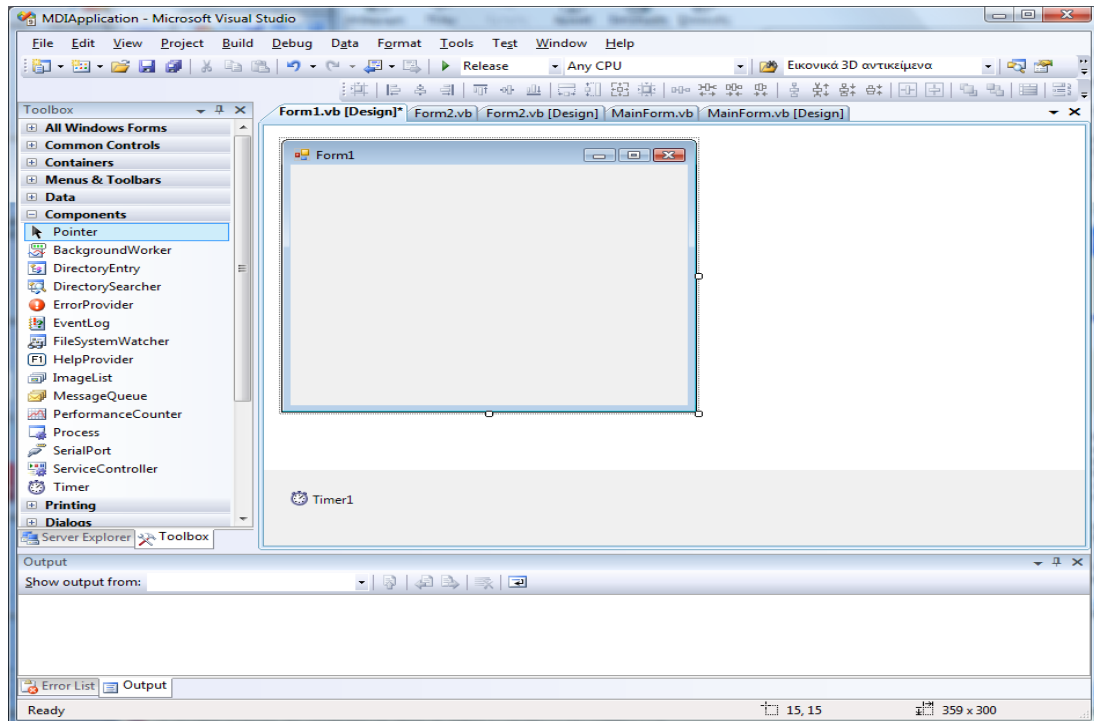 MDIApplication - Microsoft Visual Studio
File Edit View Project Build Debug Data Format Tools Test Window Help
Release Any CPU Εικονικά 3D αντικείμενα
Toolbox
Form1.vb [Design]* Form2.vb Form2.vb [Design] MainForm.vb MainForm.vb [Design]
All Windows Forms
Common Controls
Containers
Menus & Toolbars
Data
Components
Pointer
BackgroundWorker
DirectoryEntry
DirectorySearcher
ErrorProvider
EventLog
FileSystemWatcher
HelpProvider
ImageList
MessageQueue
PerformanceCounter
Process
SerialPort
ServiceController
Timer
Printing
Dialogs
Form1
Timer1
Server Explorer Toolbox
Output
Show output from:
Error List Output
Ready 15, 15 359 x 300